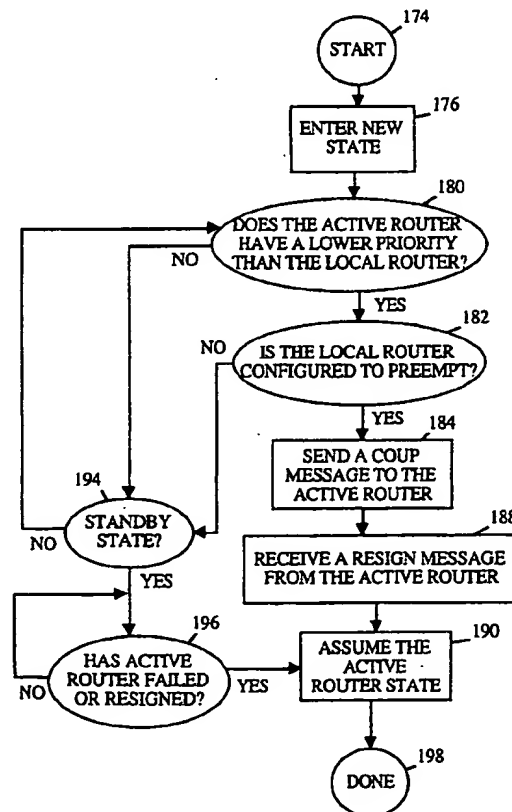 174
START
176
ENTER NEW
STATE
180
DOES THE ACTIVE ROUTER
HAVE A LOWER PRIORITY
THAN THE LOCAL ROUTER?
NO
YES
182
NO
IS THE LOCAL ROUTER
CONFIGURED TO PREEMPT?
YES
184
SEND A COUP
MESSAGE TO THE
ACTIVE ROUTER
194
STANDBY
STATE?
NO
YES
188
RECEIVE A RESIGN MESSAGE
FROM THE ACTIVE ROUTER
196
HAS ACTIVE
ROUTER FAILED
OR RESIGNED?
NO
YES
190
ASSUME THE
ACTIVE
ROUTER STATE
198
DONE